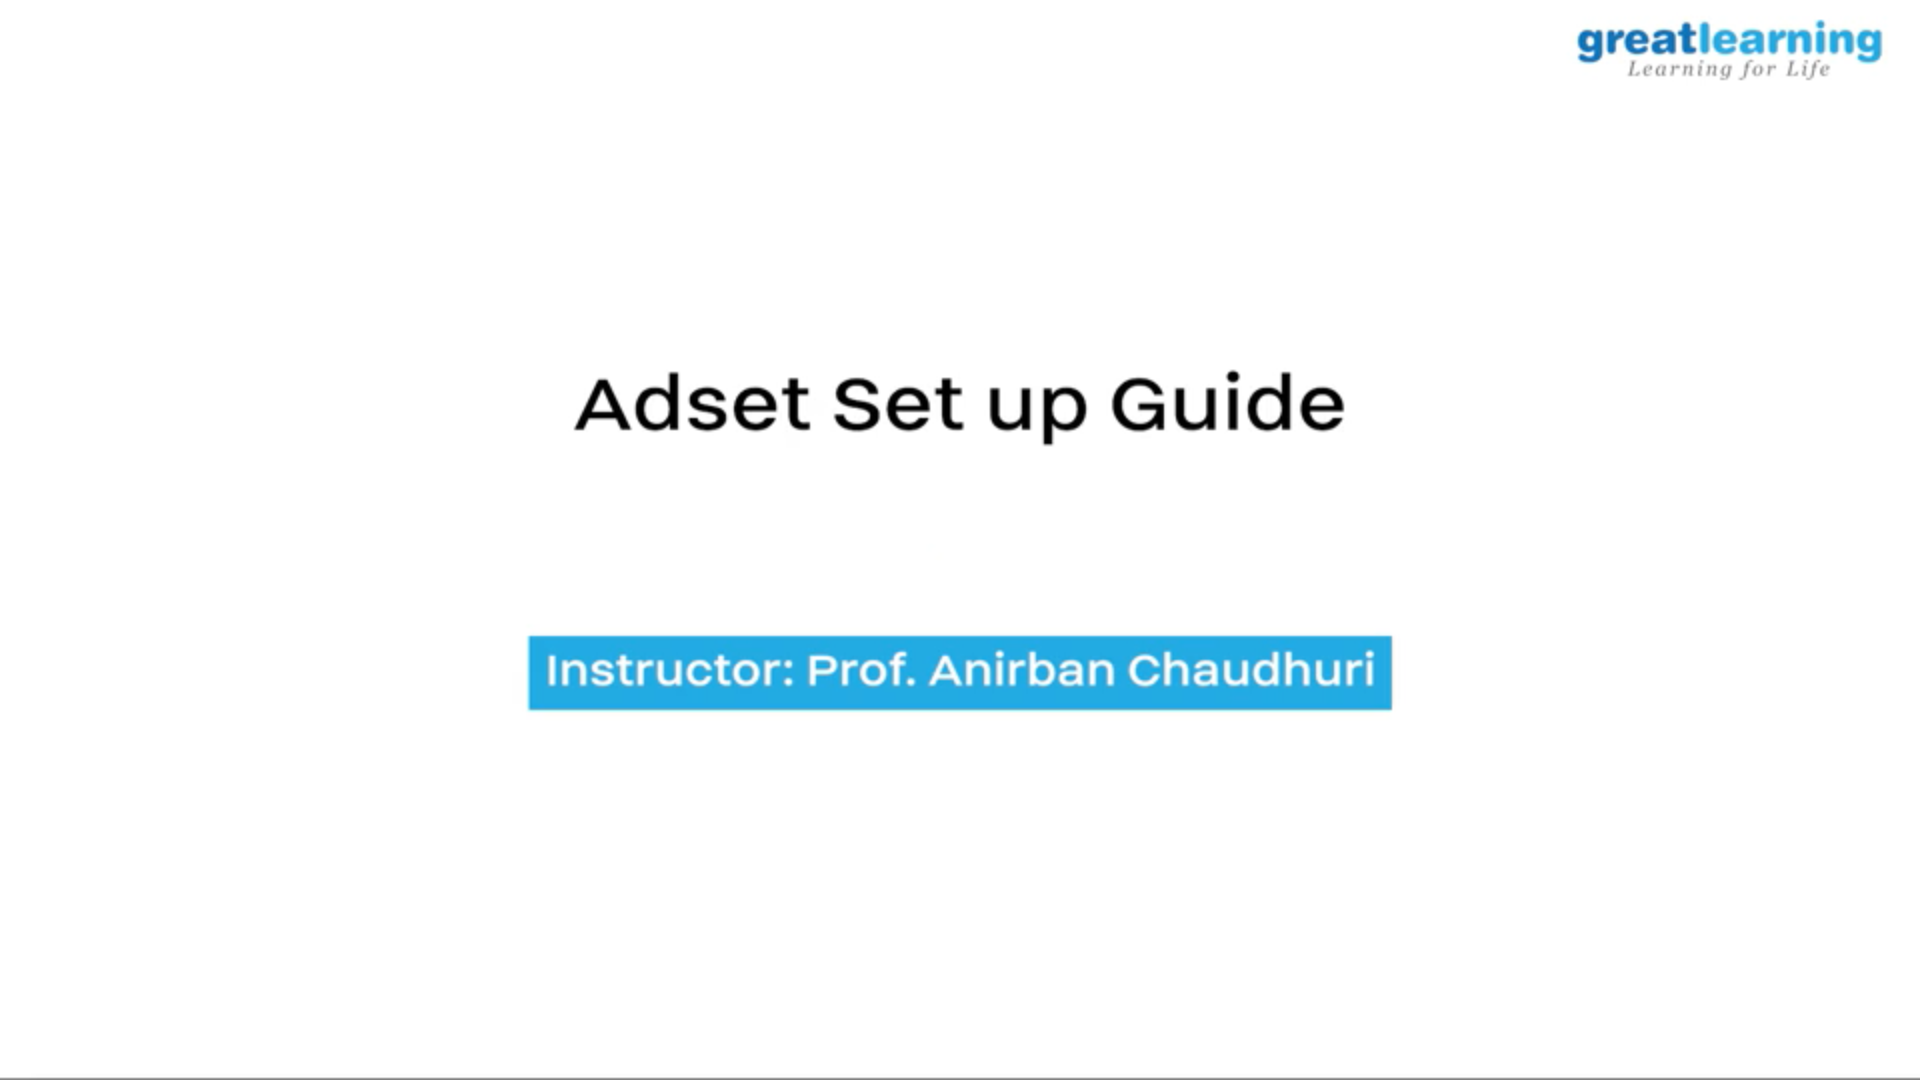 greatlearning
Learning for Life
Adset Set up Guide
Instructor: Prof. Anirban Chaudhuri